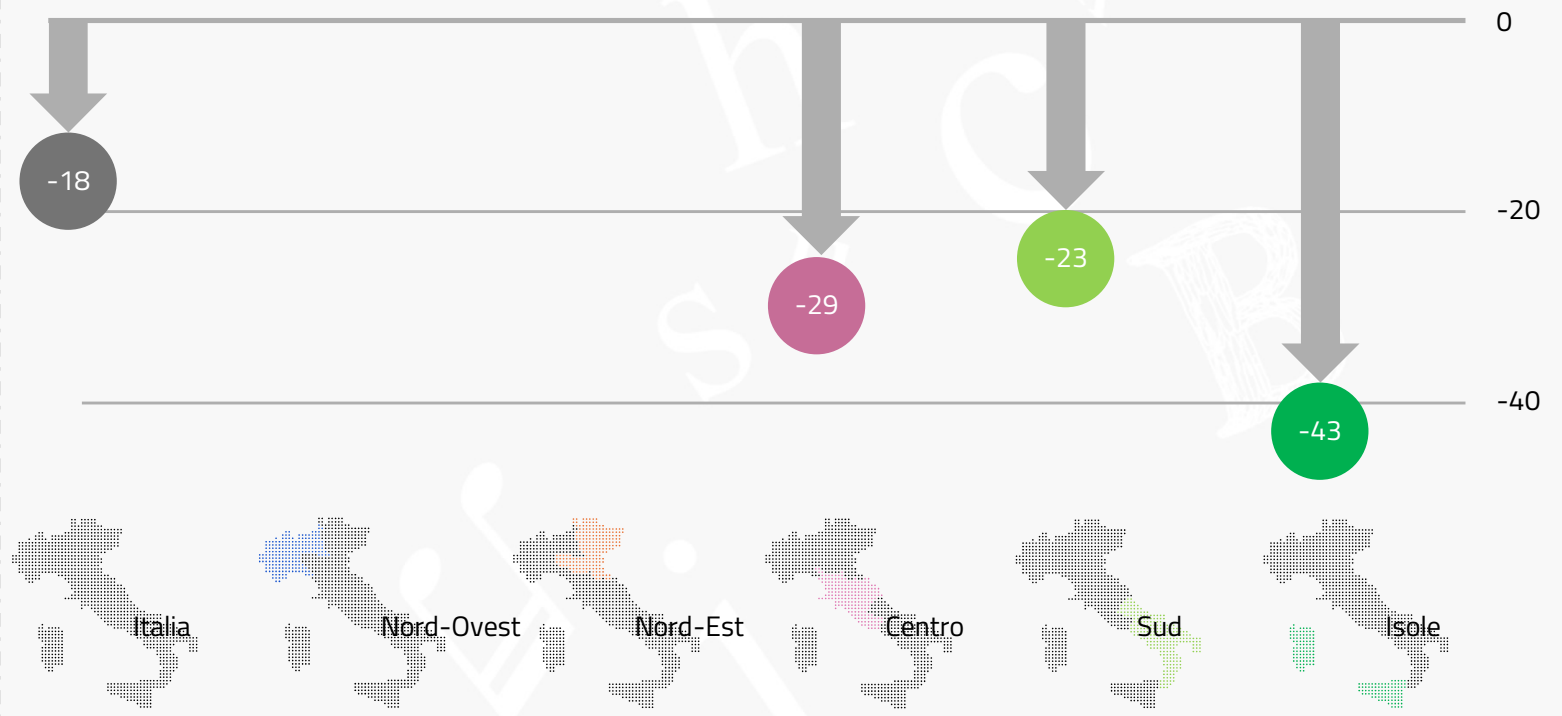 0
-18
-20
-23
-29
-40
-43
Italia
Nord-Ovest
Nord-Est
Centro
Sud
Isole